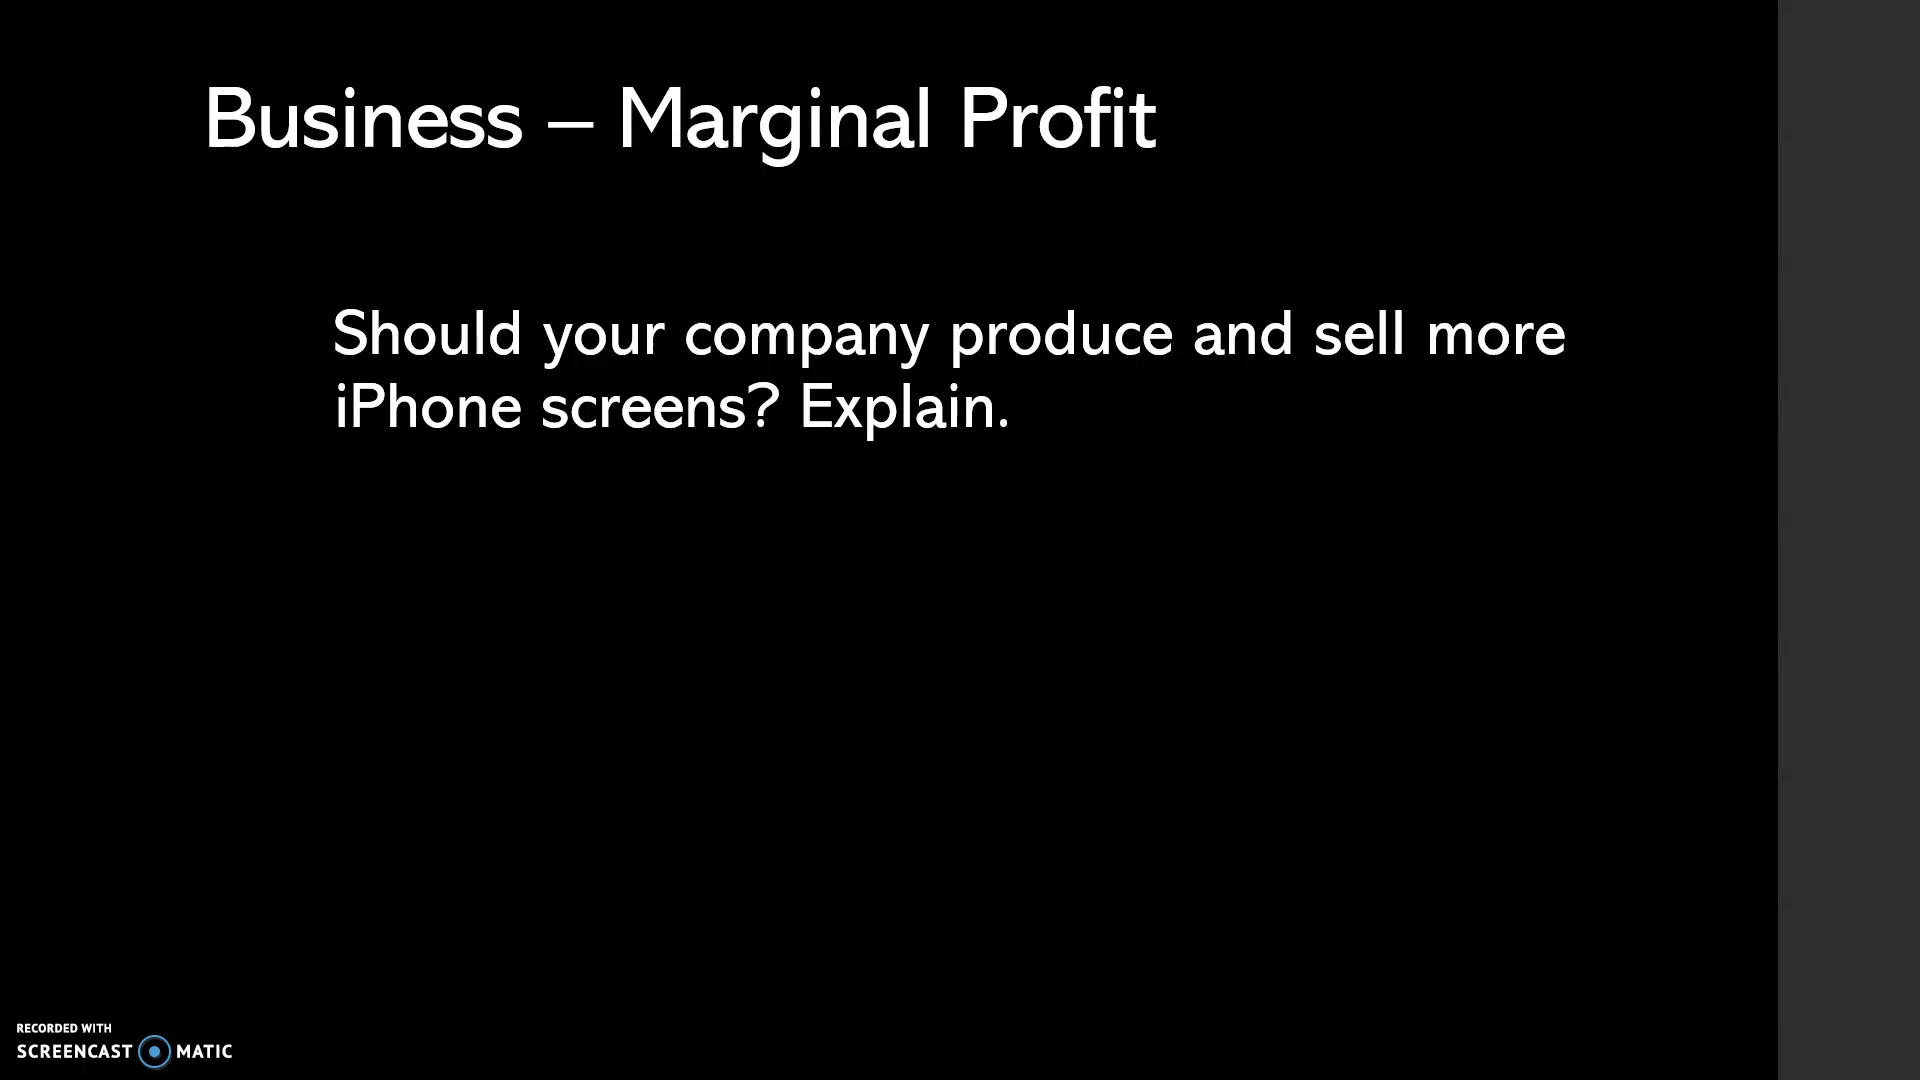 Business – Marginal Profit
Should your company produce and sell more
iPhone screens? Explain.
RECORDED WITH
SCREENCAST MATIC